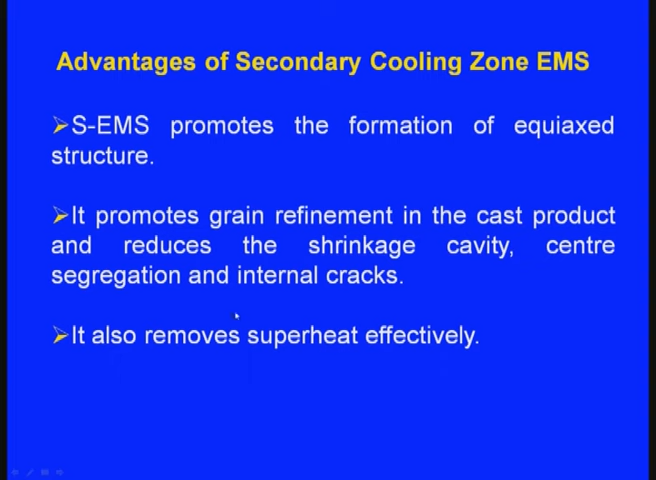 Advantages of Secondary Cooling Zone EMS
➢S-EMS promotes the formation of equiaxed
structure.
➢It promotes grain refinement in the cast product
and reduces the shrinkage cavity, centre
segregation and internal cracks.
➢It also removes superheat effectively.